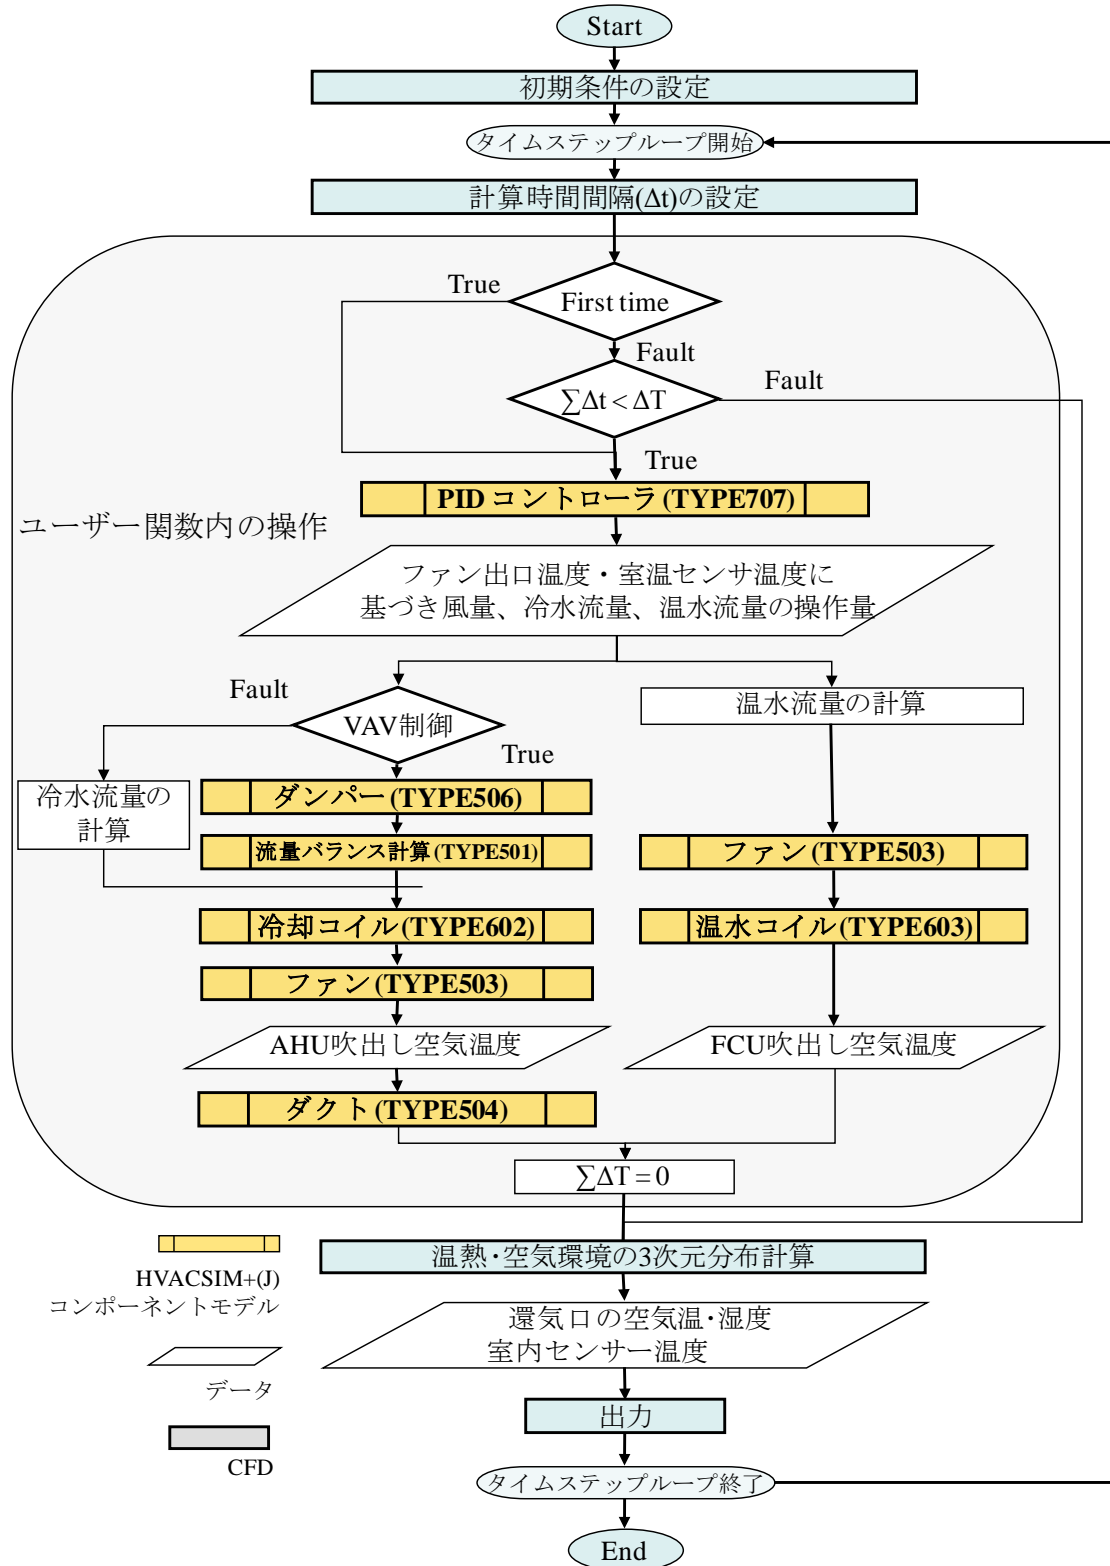 Start
初期条件の設定
タイムステップループ開始
計算時間間隔(Δt)の設定
True
First time
Fault
Fault
∑Δt < ΔT
True
PID コントローラ(TYPE707)
ユーザー関数内の操作
ファン出口温度・室温センサ温度に
基づき風量、冷水流量、温水流量の操作量
Fault
VAV制御
True
温水流量の計算
冷水流量の
計算
ダンパー(TYPE506)
流量バランス計算(TYPE501)
ファン(TYPE503)
冷却コイル(TYPE602)
温水コイル(TYPE603)
ファン(TYPE503)
AHU吹出し空気温度
FCU吹出し空気温度
ダクト(TYPE504)
∑ΔT = 0
温熱･空気環境の3次元分布計算
HVACSIM+(J)
コンポーネントモデル
還気口の空気温･湿度
室内センサー温度
データ
出力
CFD
タイムステップループ終了
End